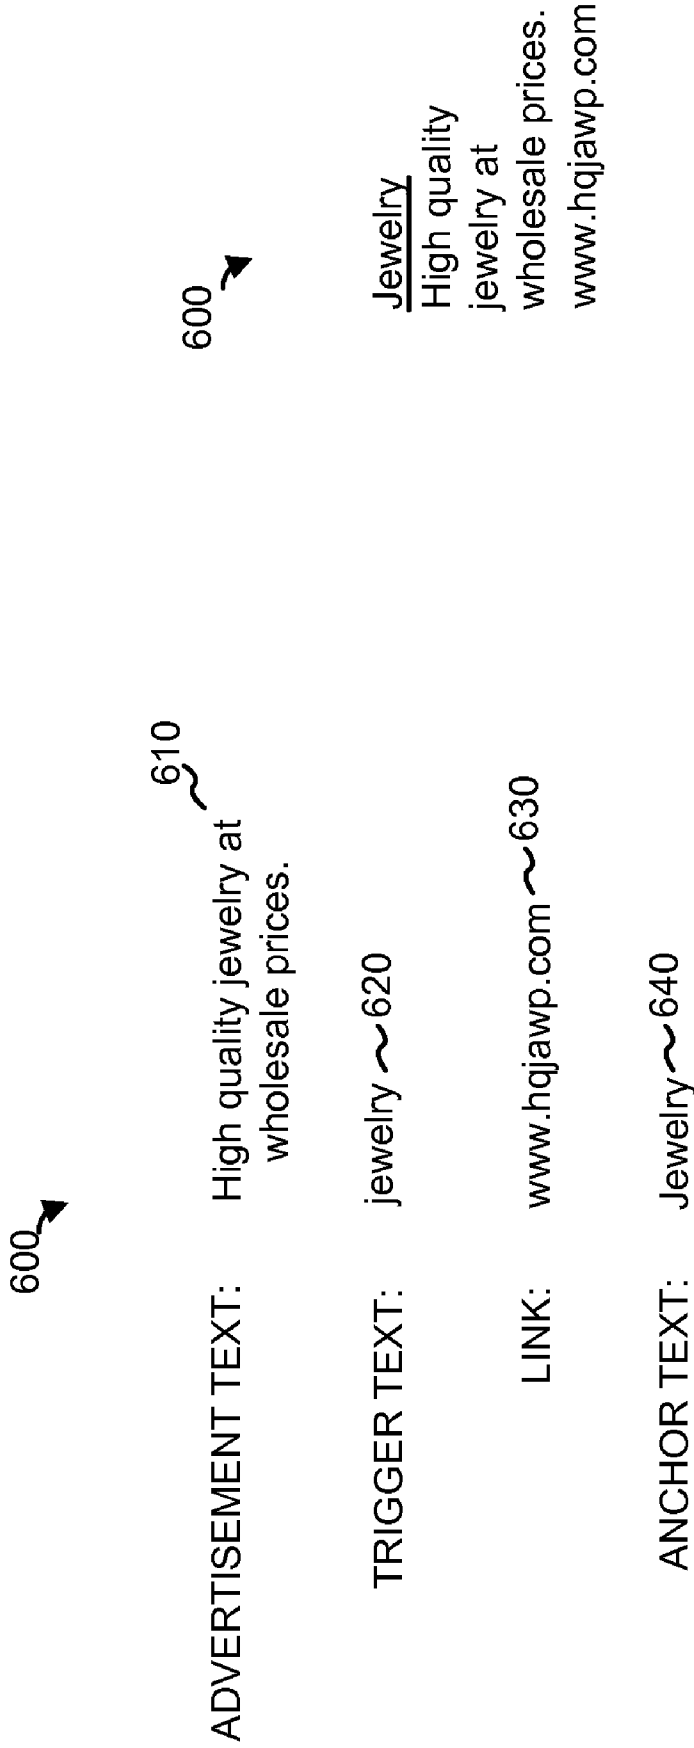 600
ADVERTISEMENT TEXT: High quality jewelry at 610
wholesale prices.
TRIGGER TEXT: jewelry 620
LINK: www.hqjawp.com 630
ANCHOR TEXT: Jewelry 640
600
Jewelry
High quality
jewelry at
wholesale prices.
www.hqjawp.com